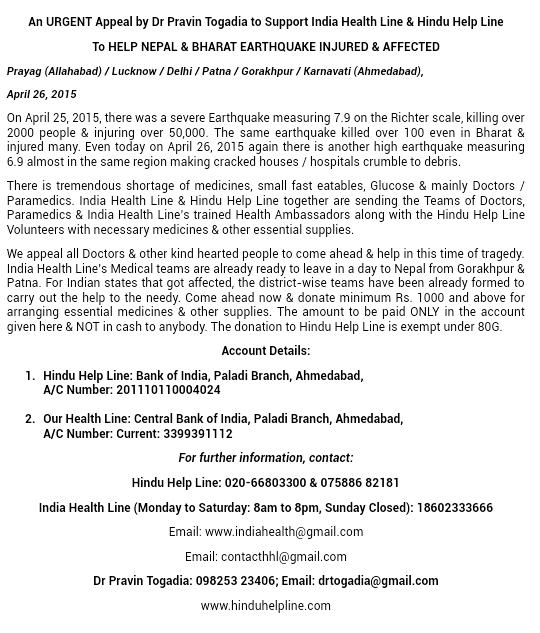 An URGENT Appeal by Dr Pravin Togadia to Support India Health Line & Hindu Help Line
To HELP NEPAL & BHARAT EARTHQUAKE INJURED & AFFECTED
Prayag (Allahabad) / Lucknow / Delhi / Patna / Gorakhpur / Karnavati (Ahmedabad),
April 26, 2015
On April 25, 2015, there was a severe Earthquake measuring 7.9 on the Richter scale, killing over
2000 people & injuring over 50,000. The same earthquake killed over 100 even in Bharat &
injured many. Even today on April 26, 2015 again there is another high earthquake measuring
6.9 almost in the same region making cracked houses / hospitals crumble to debris.
There is tremendous shortage of medicines, small fast eatables, Glucose & mainly Doctors /
Paramedics. India Health Line & Hindu Help Line together are sending the Teams of Doctors,
Paramedics & India Health Line's trained Health Ambassadors along with the Hindu Help Line
Volunteers with necessary medicines & other essential supplies.
We appeal all Doctors & other kind hearted people to come ahead & help in this time of tragedy.
India Health Line's Medical teams are already ready to leave in a day to Nepal from Gorakhpur &
Patna. For Indian states that got affected, the district-wise teams have been already formed to
carry out the help to the needy. Come ahead now & donate minimum Rs. 1000 and above for
arranging essential medicines & other supplies. The amount to be paid ONLY in the account
given here & NOT in cash to anybody. The donation to Hindu Help Line is exempt under 80G.
Account Details:
1. Hindu Help Line: Bank of India, Paladi Branch, Ahmedabad,
A/C Number: 201110110004024
2. Our Health Line: Central Bank of India, Paladi Branch, Ahmedabad,
A/C Number: Current: 3399391112
For further information, contact:
Hindu Help Line: 020-66803300 & 075886 82181
India Health Line (Monday to Saturday: 8am to 8pm, Sunday Closed): 18602333666
Email: www.indiahealth@gmail.com
Email: contacthhl@gmail.com
Dr Pravin Togadia: 098253 23406; Email: drtogadia@gmail.com
www.hinduhelpline.com